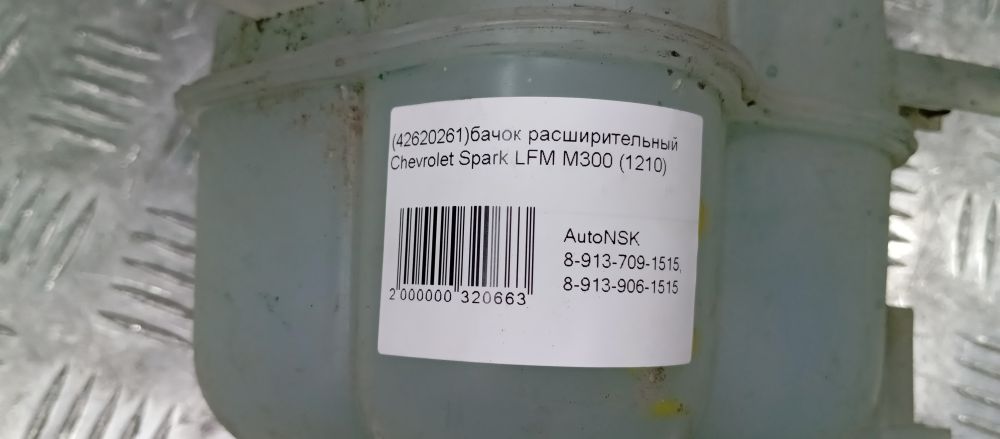 (42620261)бачок расширительный
Chevrolet Spark LFM M300 (1210)
AutoNSK
8-913-709-1515,
8-913-906-1515
2 000000 320663